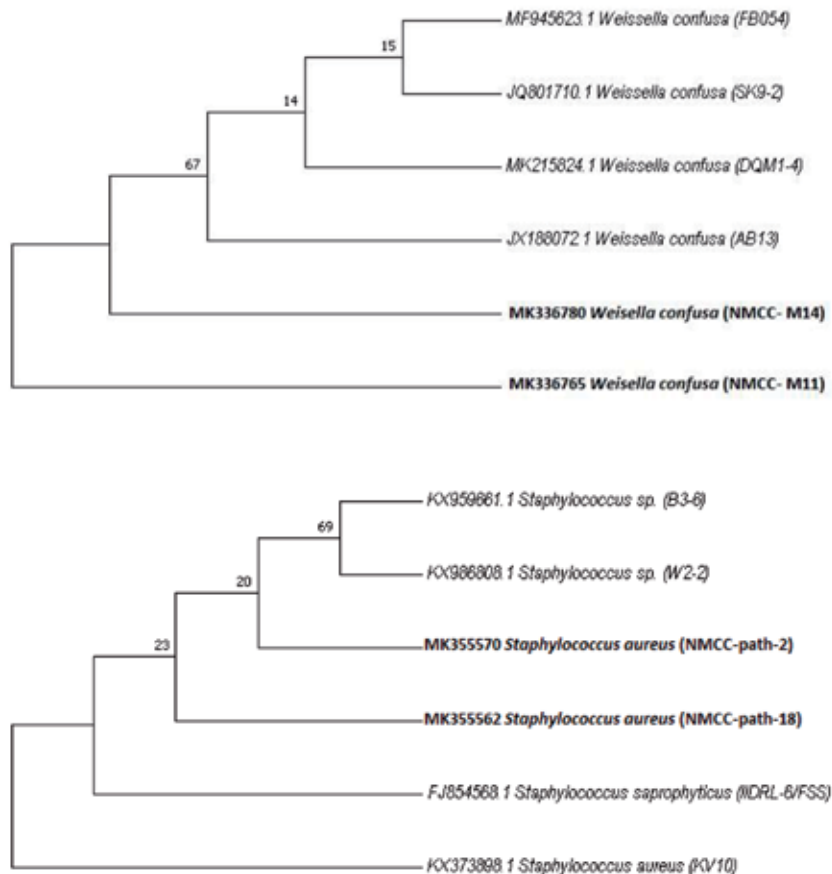 MF945623.1 Weissella confusa (FB054)
15
JQ801710.1 Weissella confusa (SK9-2)
14
MK215824.1 Weissella confusa (DQM1-4)
67
JX188072.1 Weissella confusa (AB13)
MK336780 Weisella confusa (NMCC- M14)
MK336765 Weisella confusa (NMCC- M11)
KX959661.1 Staphylococcus sp. (B3-6)
69
KX986808.1 Staphylococcus sp. (W2-2)
20
MK355570 Staphylococcus aureus (NMCC-path-2)
23
MK355562 Staphylococcus aureus (NMCC-path-18)
FJ854568.1 Staphylococcus saprophyticus (IIDRL-6/FSS)
KX373898.1 Staphylococcus aureus (KV10)